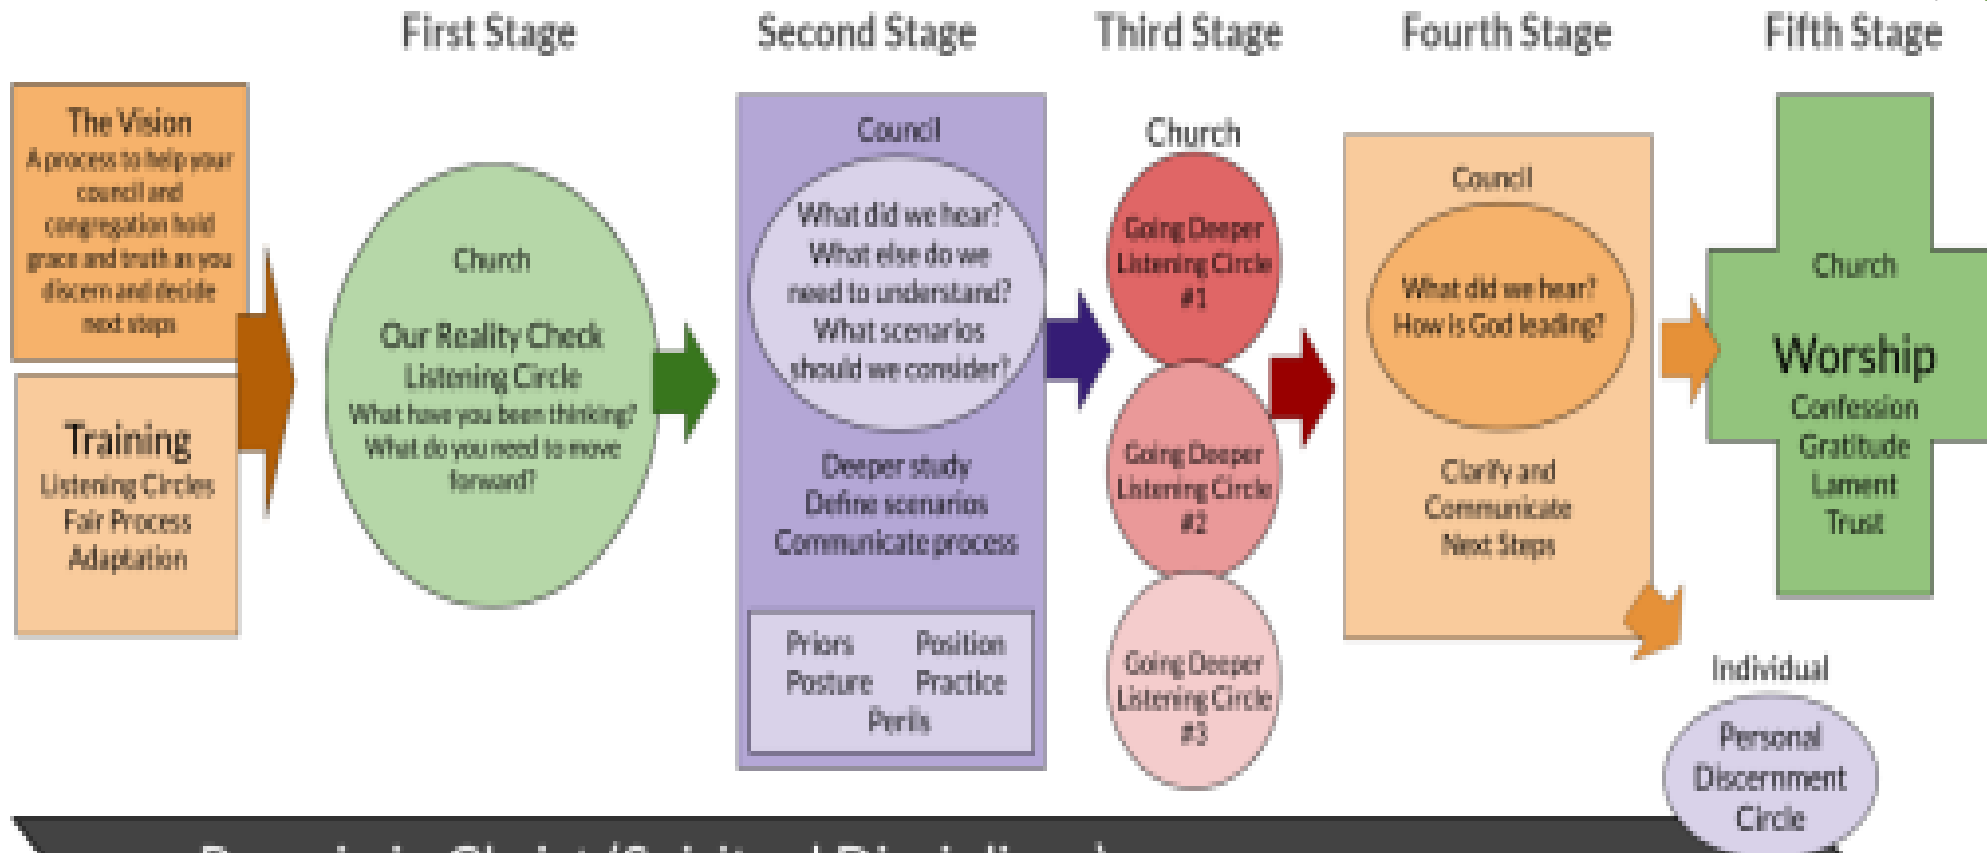 First Stage
Second Stage
Third Stage
Fourth Stage
Fifth Stage
The Vision
A process to help your
council and
congregation hold
grace and truth as you
discern and decide
next steps
Training
Listening Circles
Fair Process
Adaptation
Church
Our Reality Check
Listening Circle
What have you been thinking?
What do you need to move
forward?
Council
What did we hear?
What else do we
need to understand?
What scenarios
should we consider?
Deeper study
Define scenarios
Communicate process
Priors Position
Posture Practice
Perils
Church
Going Deeper
Listening Circle
#1
Going Deeper
Listening Circle
#2
Going Deeper
Listening Circle
#3
Council
What did we hear?
How is God leading?
Clarify and
Communicate
Next Steps
Church
Worship
Confession
Gratitude
Lament
Trust
Individual
Personal
Discernment
Circle